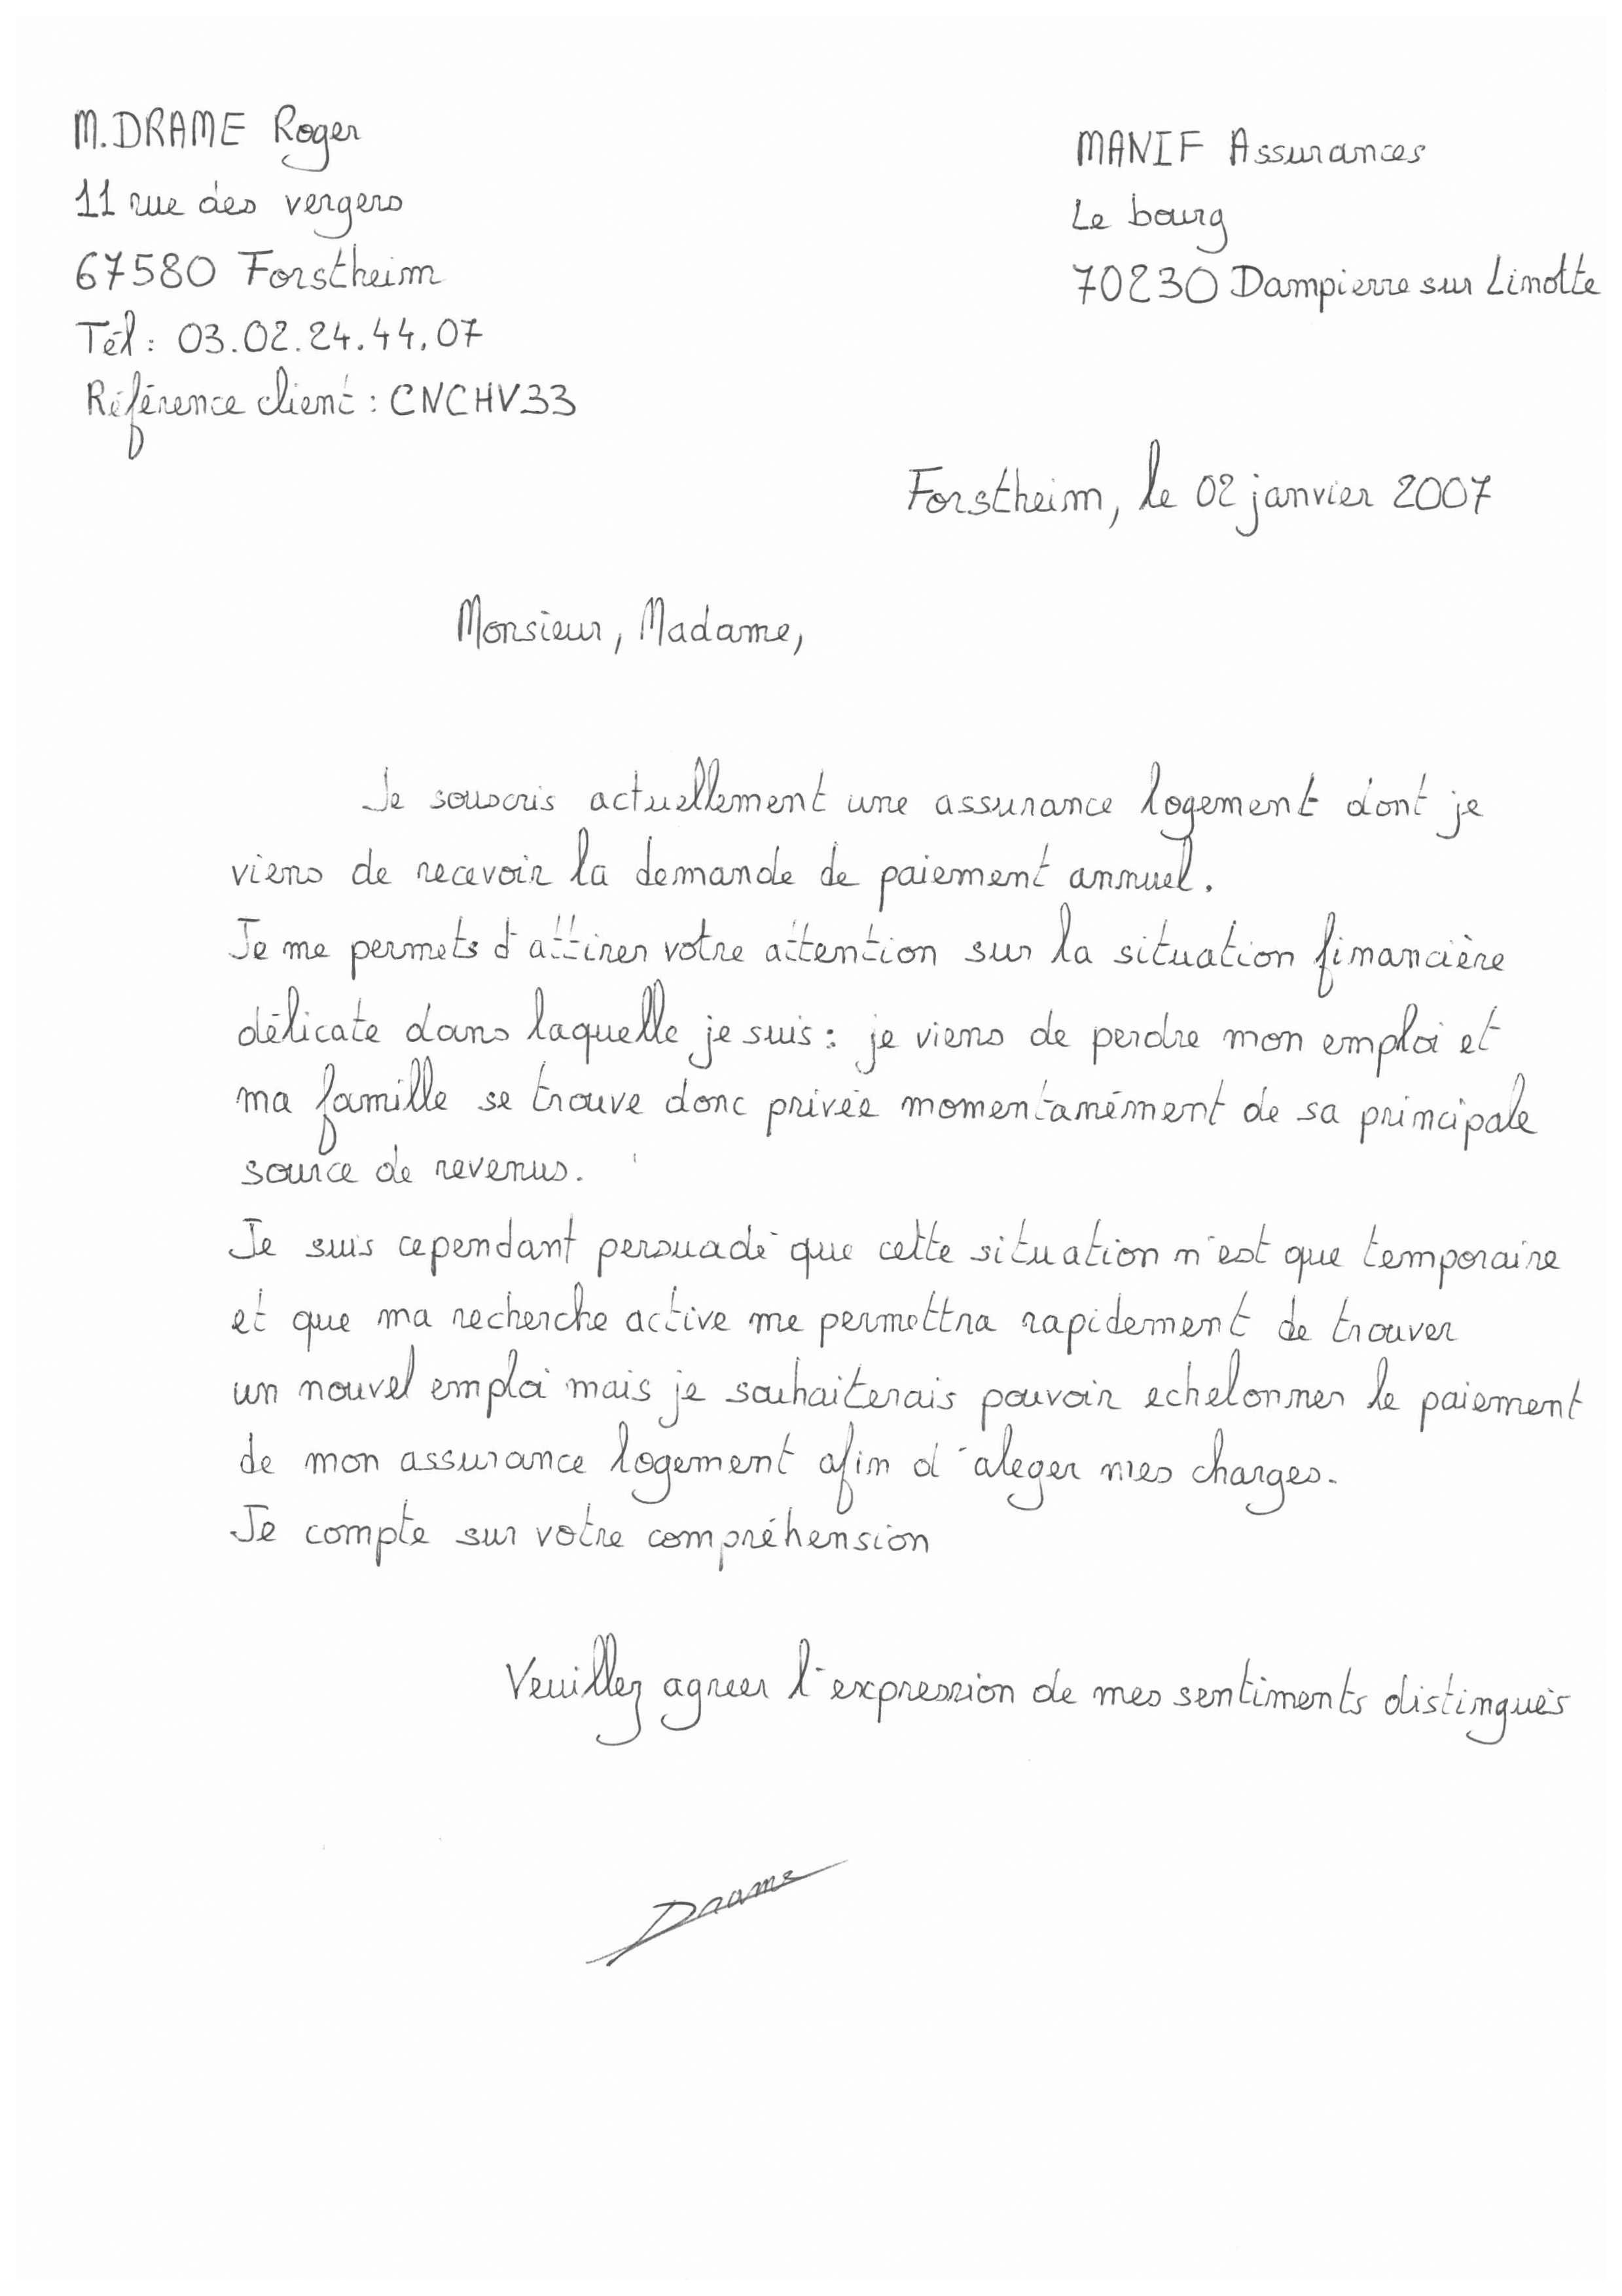 M. DRAME Roger
11 rue des vergers
67580 Forstheim
Tél : 03.02.24.44.07
Référence client : CNCHV33
MANIF Assurances
Le bourg
70230 Dampierre sur Linotte
Forstheim, le 02 janvier 2007
Monsieur, Madame,
Je souscris actuellement une assurance logement dont je
viens de recevoir la demande de paiement annuel.
Je me permets d'attirer votre attention sur la situation financière
délicate dans laquelle je suis : je viens de perdre mon emploi et
ma famille se trouve donc privée momentanément de sa principale
source de revenus.
Je suis cependant persuadé que cette situation n'est que temporaire
et que ma recherche active me permettra rapidement de trouver
un nouvel emploi mais je souhaiterais pouvoir echelonner le paiement
de mon assurance logement afin d'aleger mes charges.
Je compte sur votre compréhension
Veuillez agreer l'expression de mes sentiments distingués
Drame